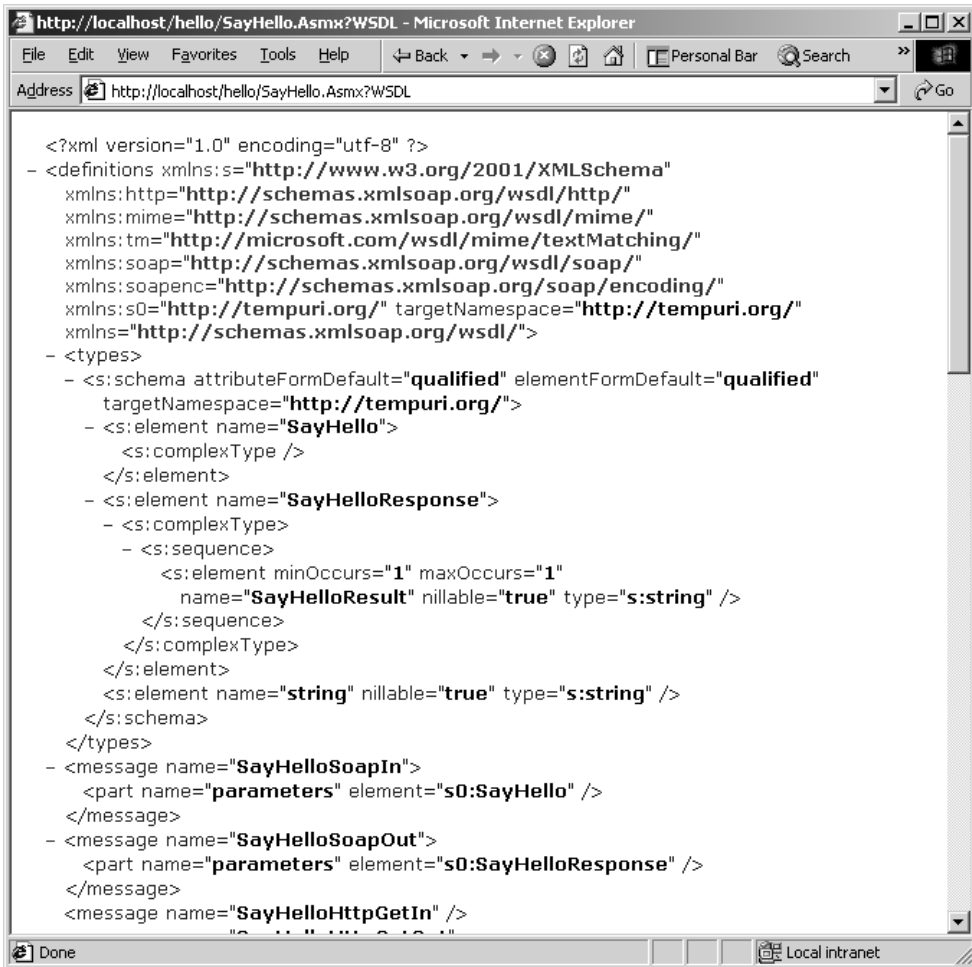 http://localhost/hello/SayHello.Asmx?WSDL - Microsoft Internet Explorer
File Edit View Favorites Tools Help Back Personal Bar Search »
Address http://localhost/hello/SayHello.Asmx?WSDL Go
<?xml version="1.0" encoding="utf-8" ?>
- <definitions xmlns:s="http://www.w3.org/2001/XMLSchema"
xmlns:http="http://schemas.xmlsoap.org/wsdl/http/"
xmlns:mime="http://schemas.xmlsoap.org/wsdl/mime/"
xmlns:tm="http://microsoft.com/wsdl/mime/textMatching/"
xmlns:soap="http://schemas.xmlsoap.org/wsdl/soap/"
xmlns:soapenc="http://schemas.xmlsoap.org/soap/encoding/"
xmlns:s0="http://tempuri.org/" targetNamespace="http://tempuri.org/"
xmlns="http://schemas.xmlsoap.org/wsdl/">
- <types>
- <s:schema attributeFormDefault="qualified" elementFormDefault="qualified"
targetNamespace="http://tempuri.org/">
- <s:element name="SayHello">
<s:complexType />
</s:element>
- <s:element name="SayHelloResponse">
- <s:complexType>
- <s:sequence>
<s:element minOccurs="1" maxOccurs="1"
name="SayHelloResult" nillable="true" type="s:string" />
</s:sequence>
</s:complexType>
</s:element>
<s:element name="string" nillable="true" type="s:string" />
</s:schema>
</types>
- <message name="SayHelloSoapIn">
<part name="parameters" element="s0:SayHello" />
</message>
- <message name="SayHelloSoapOut">
<part name="parameters" element="s0:SayHelloResponse" />
</message>
<message name="SayHelloHttpGetIn" />
Done Local intranet